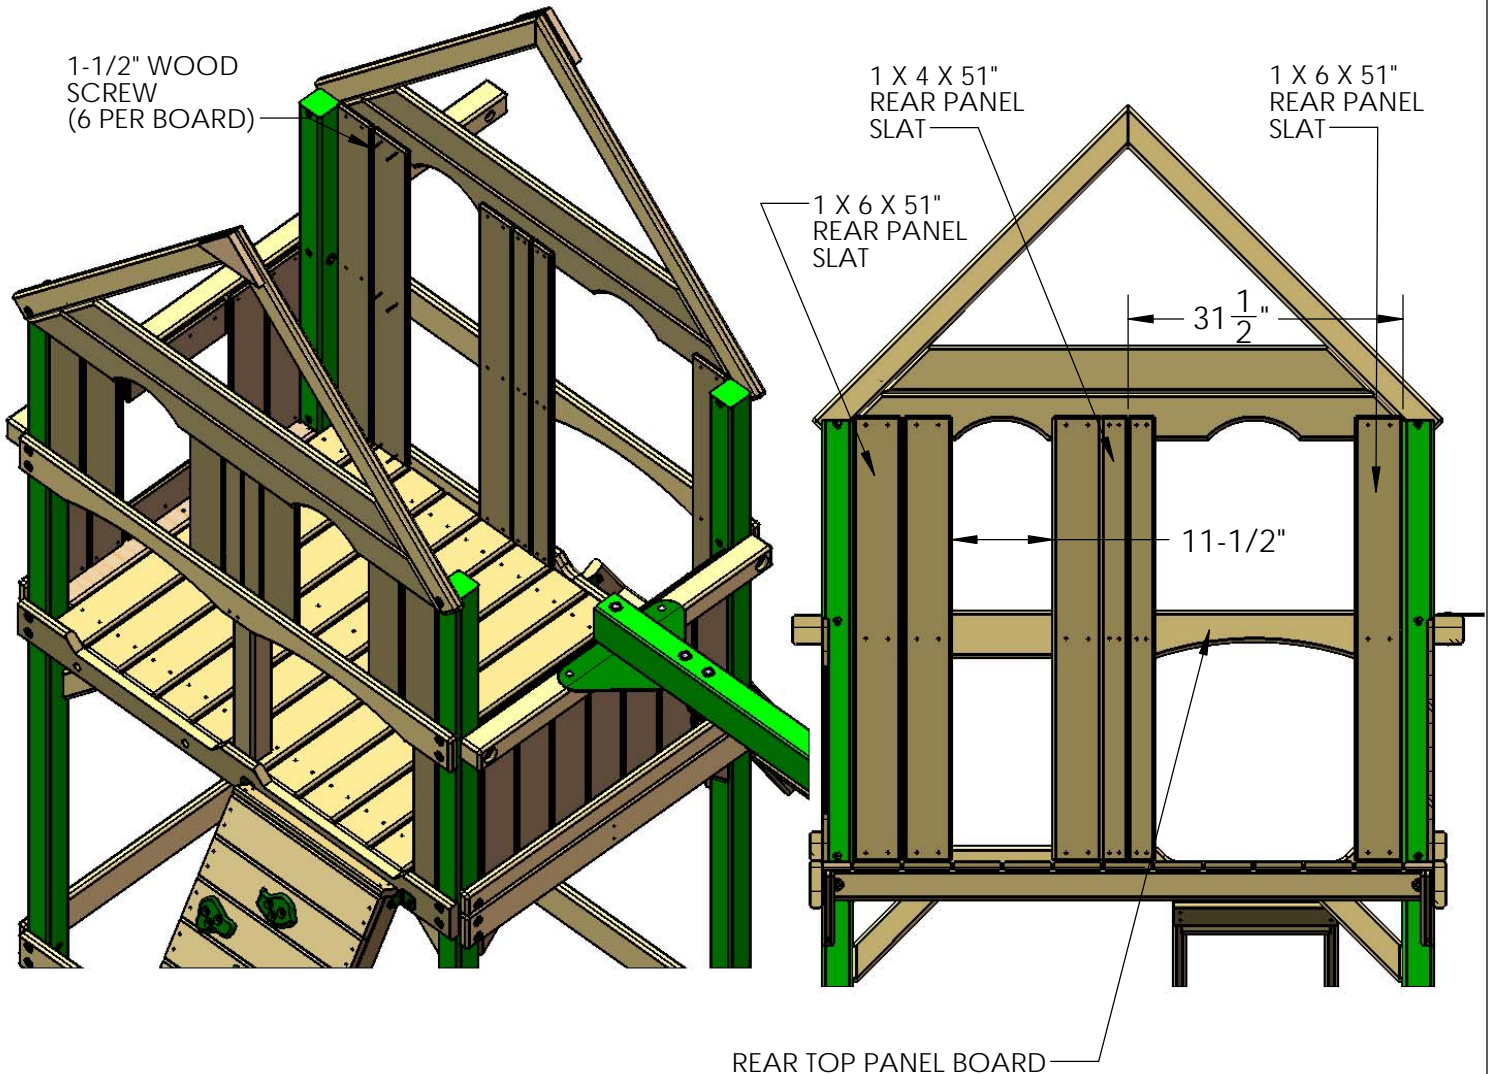 1-1/2" WOOD
SCREW
(6 PER BOARD)
1 X 4 X 51"
REAR PANEL
SLAT
1 X 6 X 51"
REAR PANEL
SLAT
1 X 6 X 51"
REAR PANEL
SLAT
31 1/2"
11-1/2"
REAR TOP PANEL BOARD